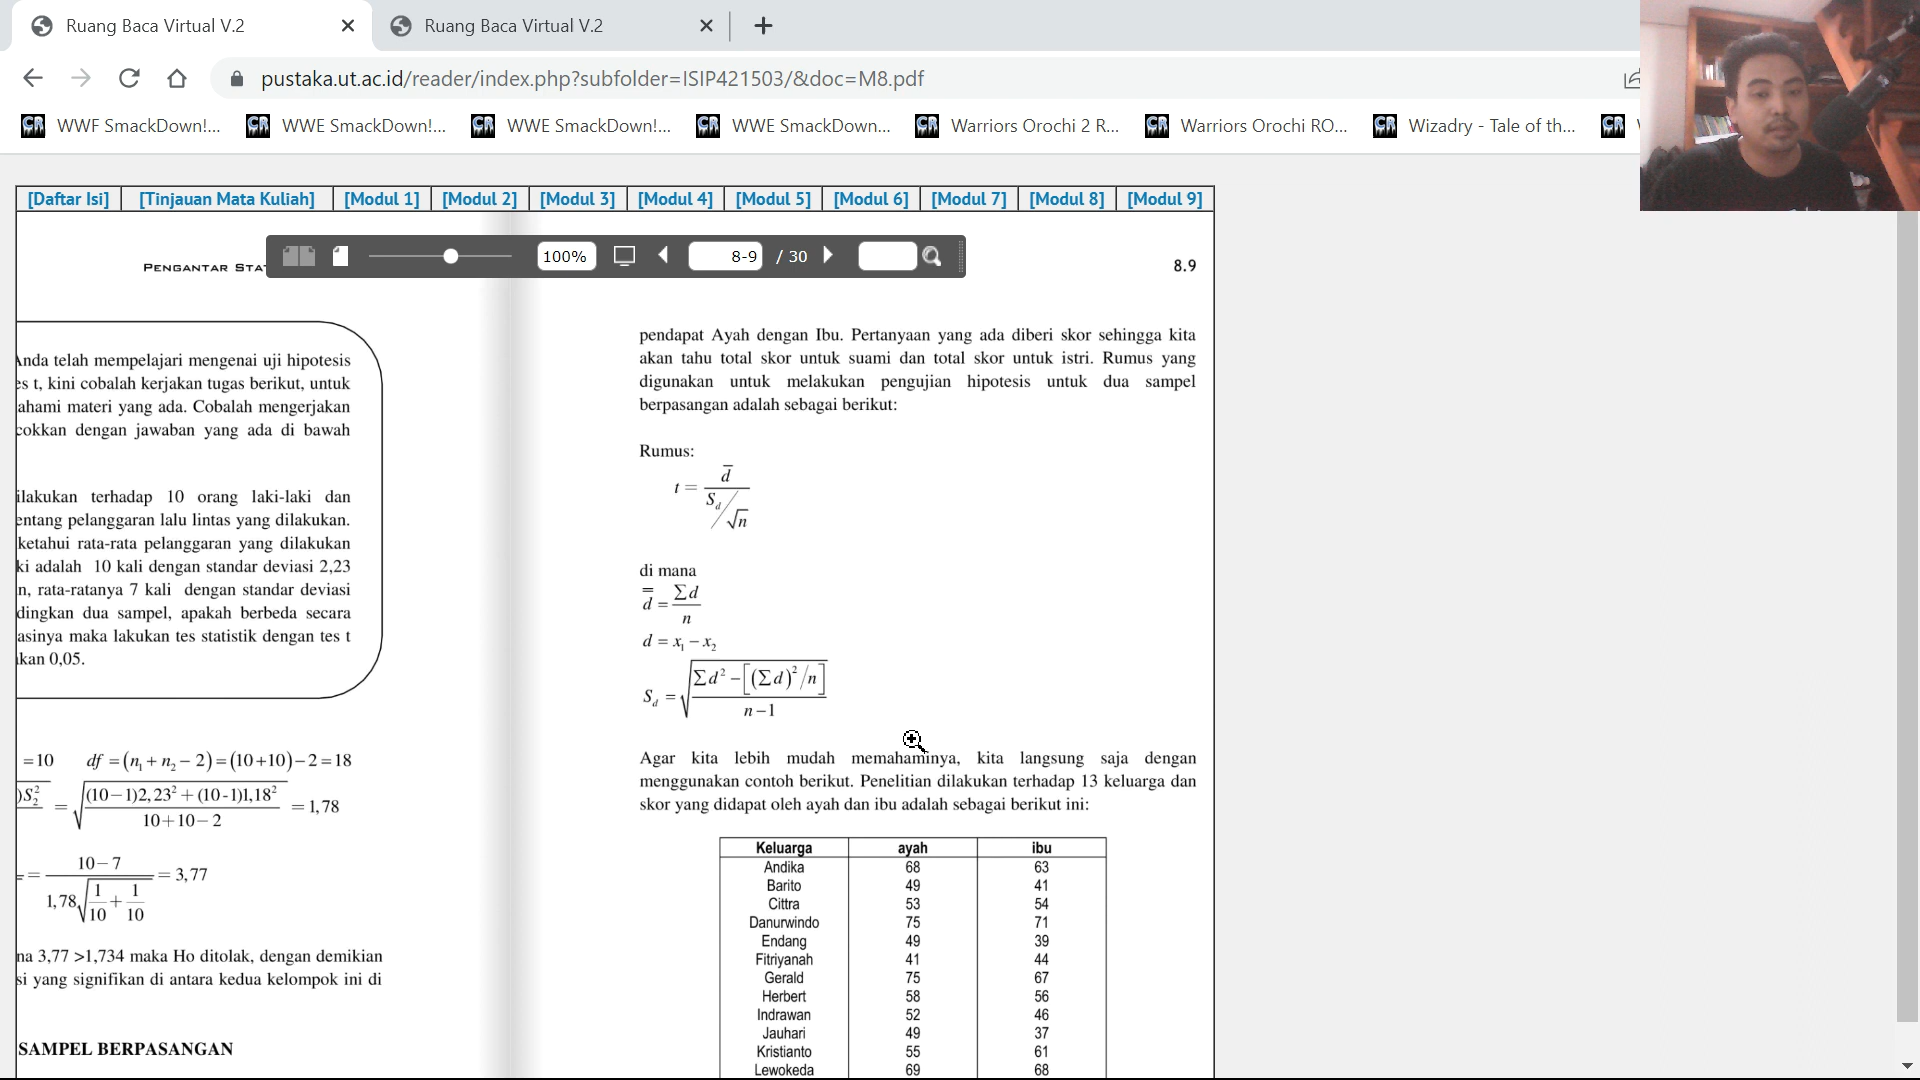 Ruang Baca Virtual V.2
Ruang Baca Virtual V.2
pustaka.ut.ac.id/reader/index.php?subfolder=ISIP421503/&doc=M8.pdf
WWF SmackDown!...
WWE SmackDown!...
WWE SmackDown!...
WWE SmackDown...
Warriors Orochi 2 R...
Warriors Orochi RO...
Wizadry - Tale of th...
[Daftar Isi] [Tinjauan Mata Kuliah] [Modul 1] [Modul 2] [Modul 3] [Modul 4] [Modul 5] [Modul 6] [Modul 7] [Modul 8] [Modul 9]
100% 8-9 / 30
PENGANTAR STA
8.9
Anda telah mempelajari mengenai uji hipotesis
es t, kini cobalah kerjakan tugas berikut, untuk
ahami materi yang ada. Cobalah mengerjakan
cokkan dengan jawaban yang ada di bawah
ilakukan terhadap 10 orang laki-laki dan
entang pelanggaran lalu lintas yang dilakukan.
ketahui rata-rata pelanggaran yang dilakukan
ki adalah 10 kali dengan standar deviasi 2,23
n, rata-ratanya 7 kali dengan standar deviasi
dingkan dua sampel, apakah berbeda secara
asinya maka lakukan tes statistik dengan tes t
kan 0,05.
=10 df = (n₁ + n₂ − 2) = (10+10) − 2 = 18
)S₂² = √((10−1)2,23² + (10-1)1,18² / 10+10−2) = 1,78
= (10−7) / (1,78√(1/10 + 1/10)) = 3,77
na 3,77 >1,734 maka Ho ditolak, dengan demikian
si yang signifikan di antara kedua kelompok ini di
SAMPEL BERPASANGAN
pendapat Ayah dengan Ibu. Pertanyaan yang ada diberi skor sehingga kita
akan tahu total skor untuk suami dan total skor untuk istri. Rumus yang
digunakan untuk melakukan pengujian hipotesis untuk dua sampel
berpasangan adalah sebagai berikut:
Rumus:
t = d̅ / (S_d / √n)
di mana
d̿ = Σd / n
d = x₁ − x₂
S_d = √((Σd² − [(Σd)² / n]) / (n−1))
Agar kita lebih mudah memahaminya, kita langsung saja dengan
menggunakan contoh berikut. Penelitian dilakukan terhadap 13 keluarga dan
skor yang didapat oleh ayah dan ibu adalah sebagai berikut ini:
Keluarga ayah ibu
Andika 68 63
Barito 49 41
Cittra 53 54
Danurwindo 75 71
Endang 49 39
Fitriyanah 41 44
Gerald 75 67
Herbert 58 56
Indrawan 52 46
Jauhari 49 37
Kristianto 55 61
Lewokeda 69 68